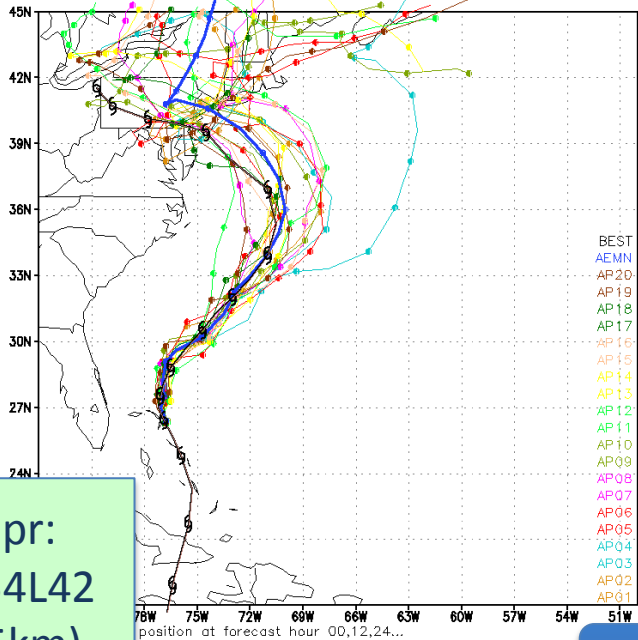 45N
42N
39N
36N
33N
30N
27N
24N
BEST
AEMN
AP20
AP19
AP18
AP17
AP16
AP15
AP14
AP13
AP12
AP11
AP10
AP09
AP08
AP07
AP06
AP05
AP04
AP03
AP02
AP01
pr:
4L42
km)
78W 75W 72W 69W 66W 63W 60W 57W 54W 51W
position at forecast hour 00,12,24...